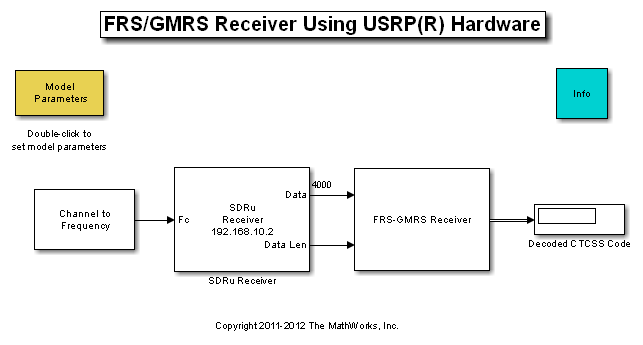 FRS/GMRS Receiver Using USRP(R) Hardware
Model
Parameters
Info
Double-click to
set model parameters
Channel to
Frequency
Fc
SDRu
Receiver
192.168.10.2
Data
Data Len
4000
FRS-GMRS Receiver
Decoded CTCSS Code
SDRu Receiver
Copyright 2011-2012 The MathWorks, Inc.